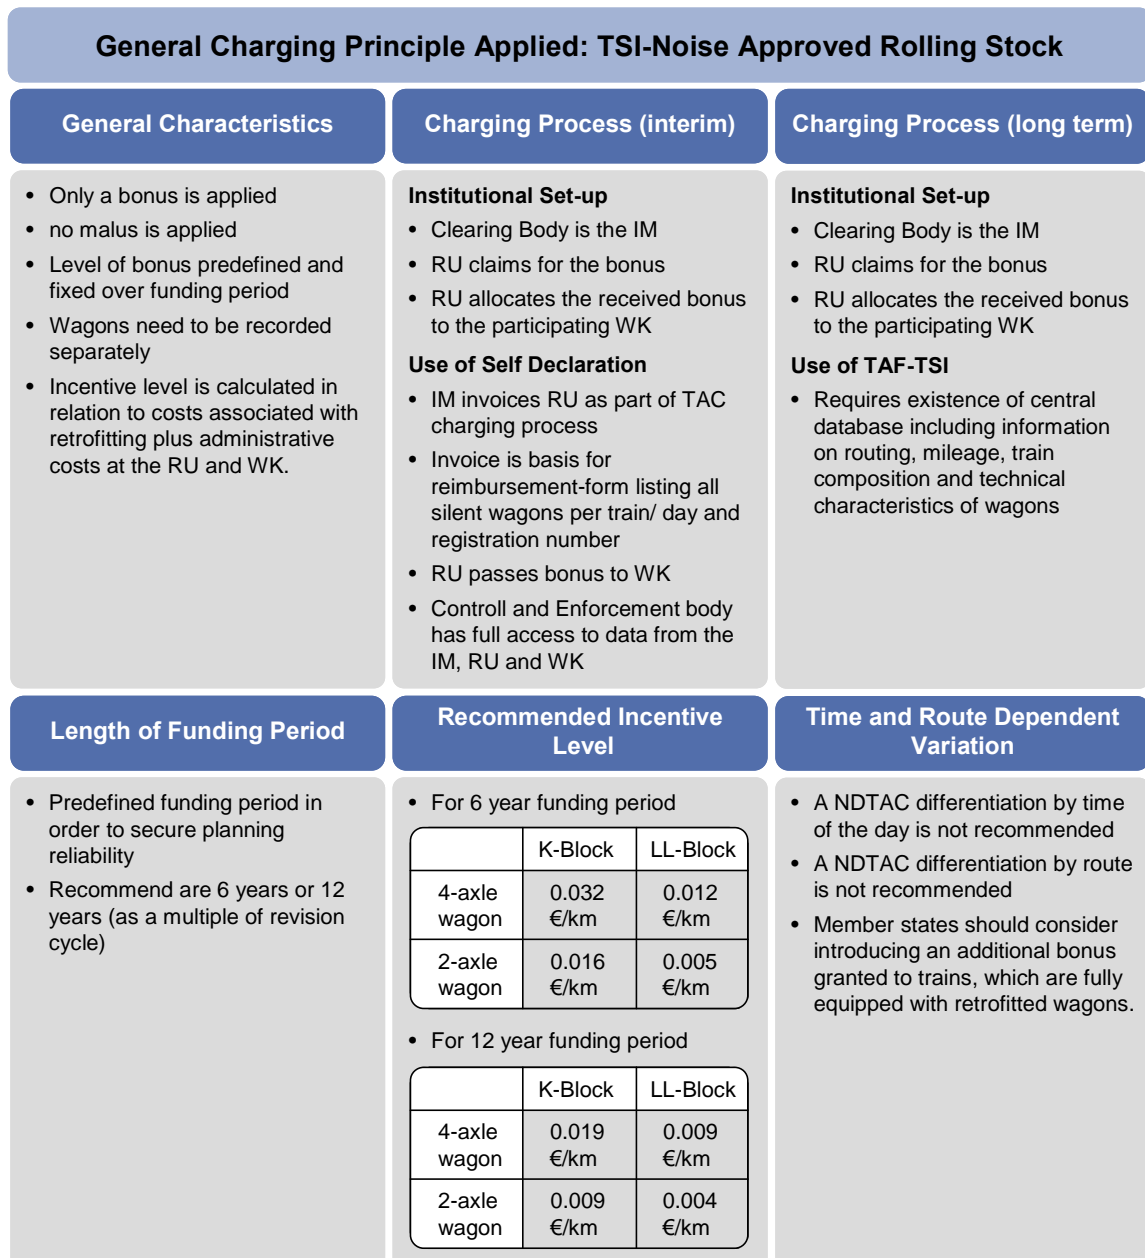 General Charging Principle Applied: TSI-Noise Approved Rolling Stock
General Characteristics
• Only a bonus is applied
• no malus is applied
• Level of bonus predefined and
fixed over funding period
• Wagons need to be recorded
separately
• Incentive level is calculated in
relation to costs associated with
retrofitting plus administrative
costs at the RU and WK.
Charging Process (interim)
Institutional Set-up
• Clearing Body is the IM
• RU claims for the bonus
• RU allocates the received bonus
to the participating WK
Use of Self Declaration
• IM invoices RU as part of TAC
charging process
• Invoice is basis for
reimbursement-form listing all
silent wagons per train/ day and
registration number
• RU passes bonus to WK
• Controll and Enforcement body
has full access to data from the
IM, RU and WK
Charging Process (long term)
Institutional Set-up
• Clearing Body is the IM
• RU claims for the bonus
• RU allocates the received bonus
to the participating WK
Use of TAF-TSI
• Requires existence of central
database including information
on routing, mileage, train
composition and technical
characteristics of wagons
Length of Funding Period
• Predefined funding period in
order to secure planning
reliability
• Recommend are 6 years or 12
years (as a multiple of revision
cycle)
Recommended Incentive
Level
• For 6 year funding period
K-Block LL-Block
4-axle 0.032 0.012
wagon €/km €/km
2-axle 0.016 0.005
wagon €/km €/km
• For 12 year funding period
K-Block LL-Block
4-axle 0.019 0.009
wagon €/km €/km
2-axle 0.009 0.004
wagon €/km €/km
Time and Route Dependent
Variation
• A NDTAC differentiation by time
of the day is not recommended
• A NDTAC differentiation by route
is not recommended
• Member states should consider
introducing an additional bonus
granted to trains, which are fully
equipped with retrofitted wagons.